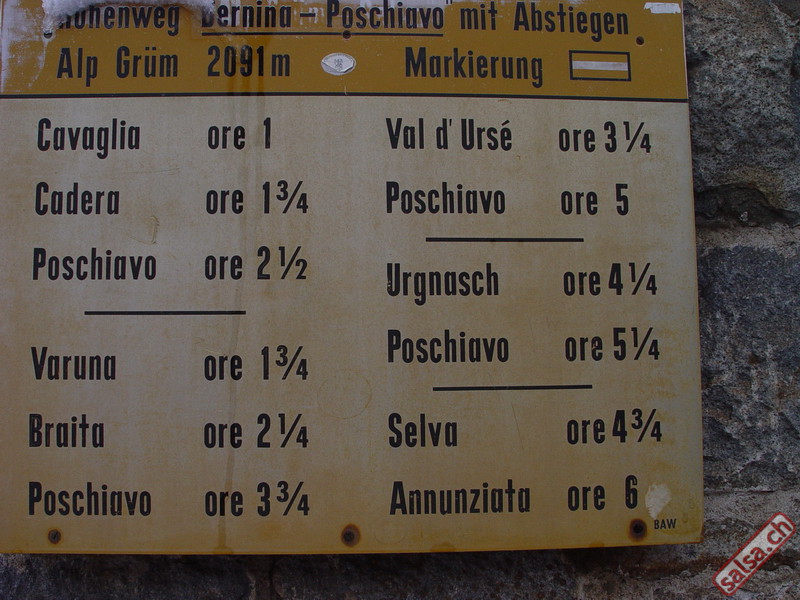 „Höhenweg Bernina – Poschiavo" mit Abstiegen
Alp Grüm 2091 m Markierung
Cavaglia ore 1
Cadera ore 1¾
Poschiavo ore 2½
Varuna ore 1¾
Braita ore 2¼
Poschiavo ore 3¾
Val d'Ursé ore 3¼
Poschiavo ore 5
Urgnasch ore 4¼
Poschiavo ore 5¼
Selva ore 4¾
Annunziata ore 6
BAW
salsa.ch